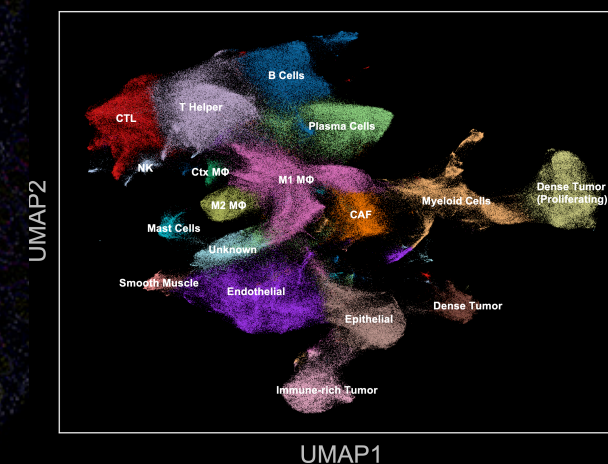 B Cells
T Helper
CTL
Plasma Cells
NK
Ctx MΦ
M1 MΦ
Dense Tumor
(Proliferating)
Myeloid Cells
M2 MΦ
CAF
Mast Cells
Unknown
Smooth Muscle
Endothelial
Dense Tumor
Epithelial
Immune-rich Tumor
UMAP2
UMAP1